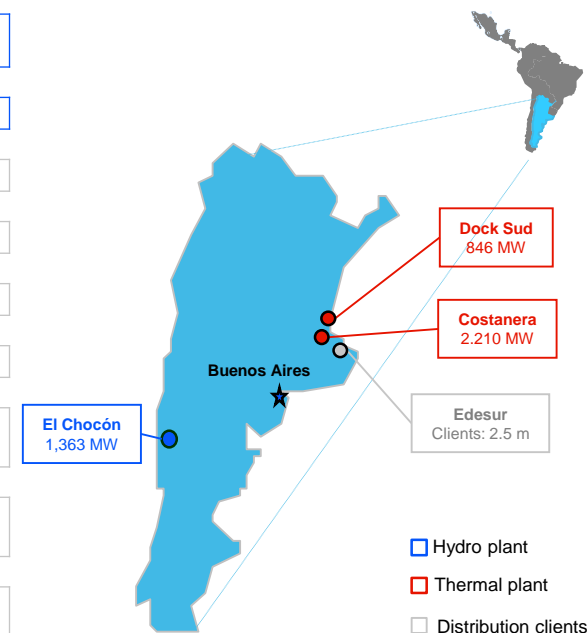 Dock Sud
846 MW
Costanera
2.210 MW
Buenos Aires
Edesur
Clients: 2.5 m
El Chocón
1,363 MW
Hydro plant
Thermal plant
Distribution clients